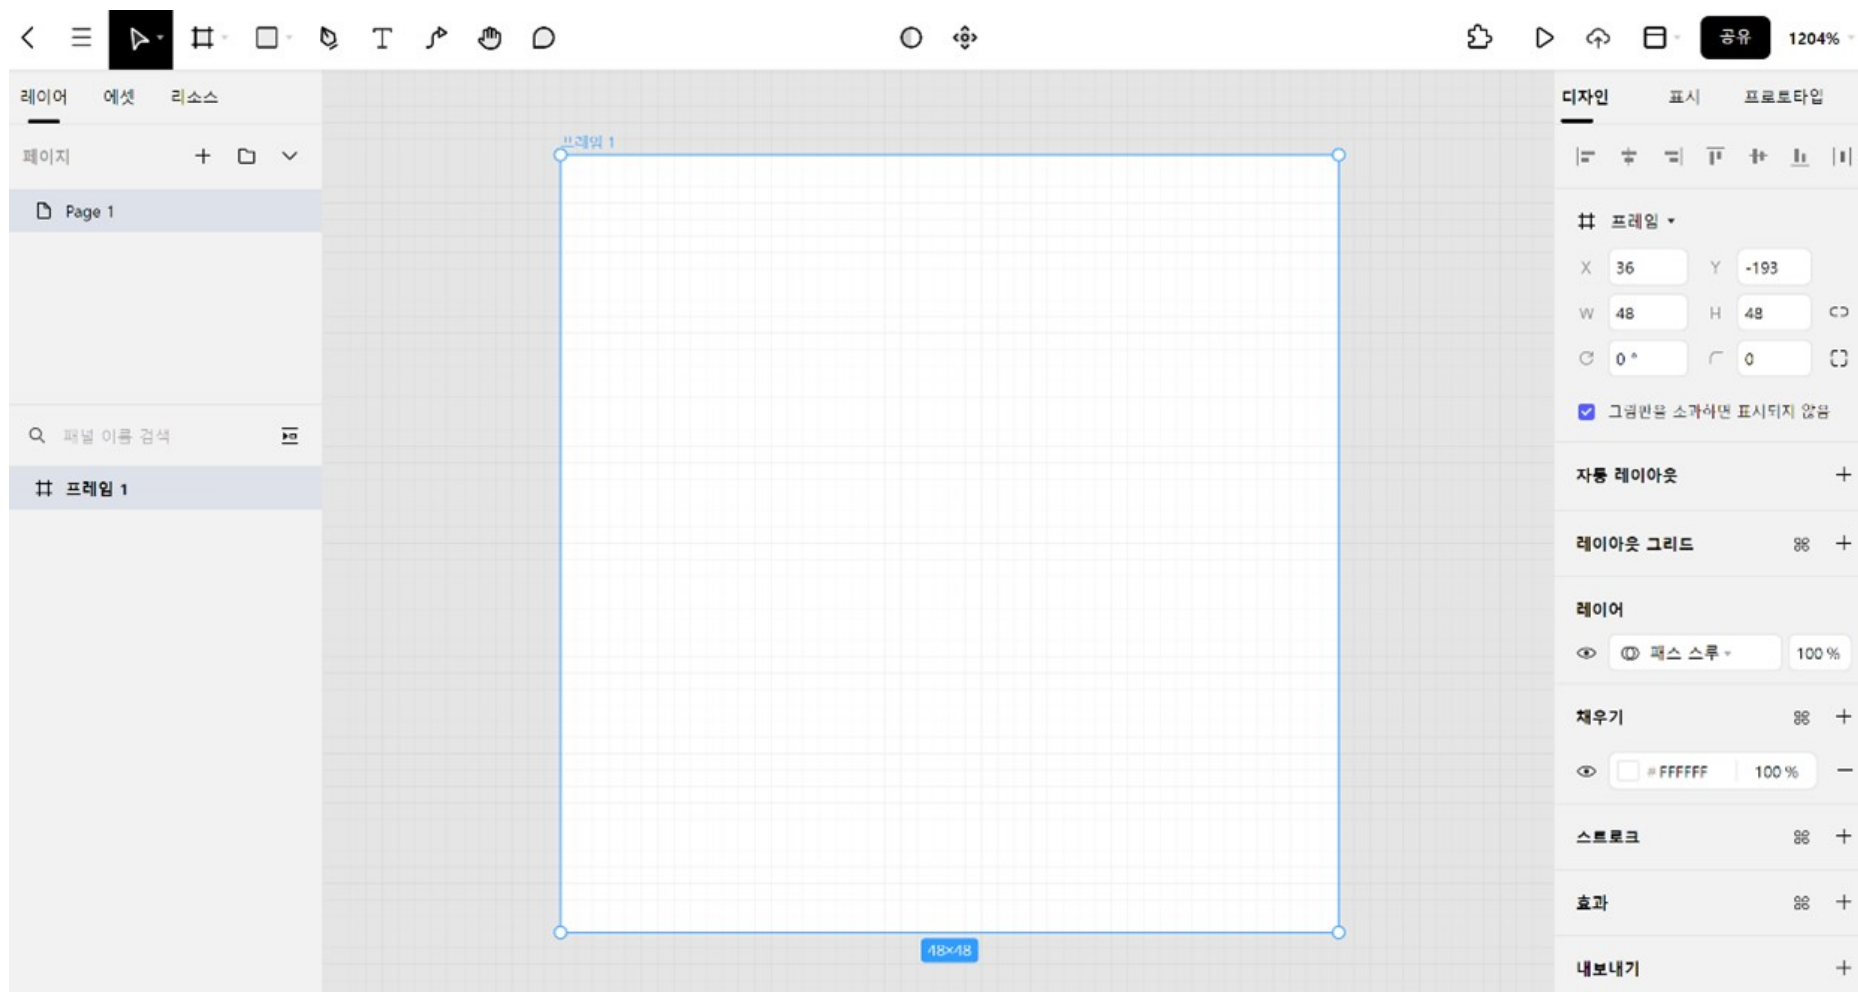 공유 1204%
레이어 에셋 리소스
디자인 표시 프로토타입
페이지
Page 1
패널 이름 검색
프레임 1
프레임 1
48×48
프레임
X 36 Y -193
W 48 H 48
0 ° 0
그림판을 초과하면 표시되지 않음
자동 레이아웃
레이아웃 그리드
레이어
패스 스루 100 %
채우기
# FFFFFF 100 %
스트로크
효과
내보내기